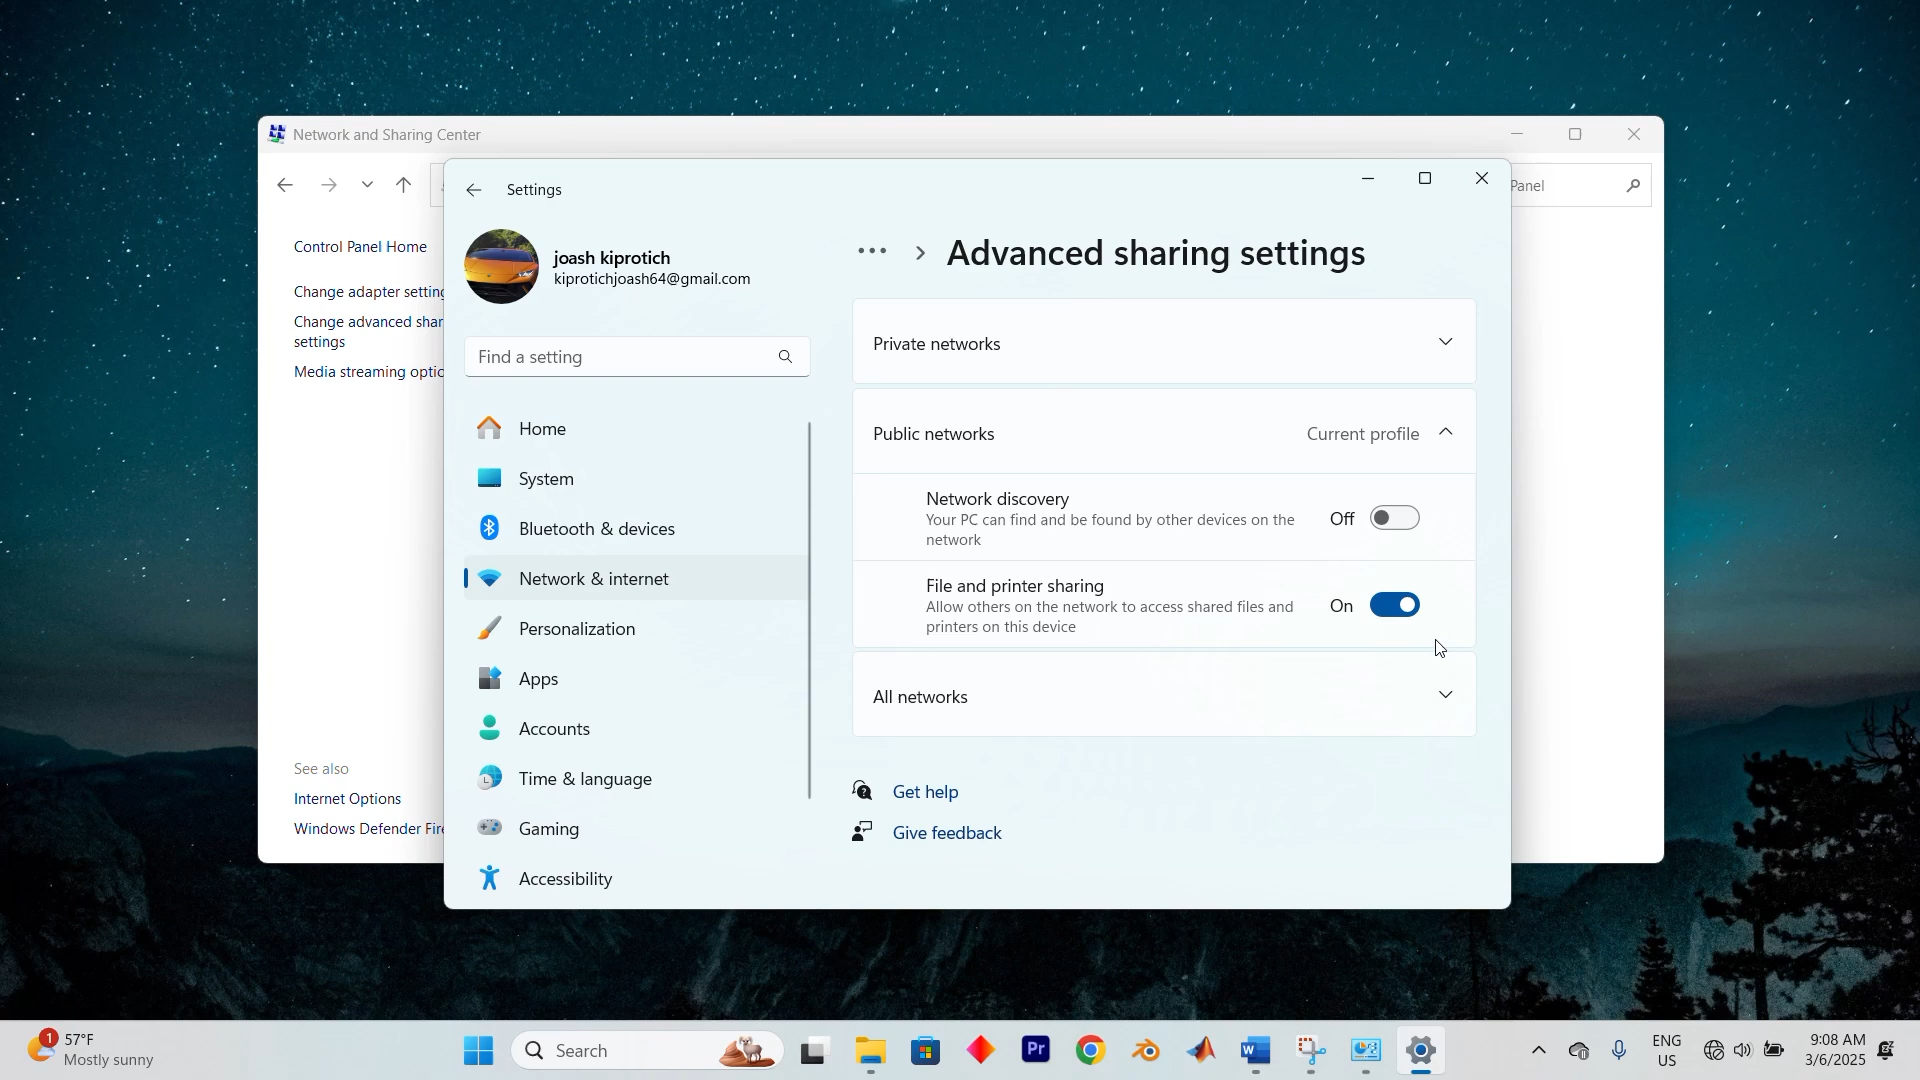 Network and Sharing Center
Panel
Control Panel Home
Change adapter setting
Change advanced shar
settings
Media streaming optic
See also
Internet Options
Windows Defender Fire
Settings
joash kiprotich
kiprotichjoash64@gmail.com
Find a setting
Home
System
Bluetooth & devices
Network & internet
Personalization
Apps
Accounts
Time & language
Gaming
Accessibility
Advanced sharing settings
Private networks
Public networks Current profile
Network discovery
Your PC can find and be found by other devices on the
network
Off
File and printer sharing
Allow others on the network to access shared files and
printers on this device
On
All networks
Get help
Give feedback
1
57°F
Mostly sunny
Search
Pr
ENG
US
9:08 AM
3/6/2025